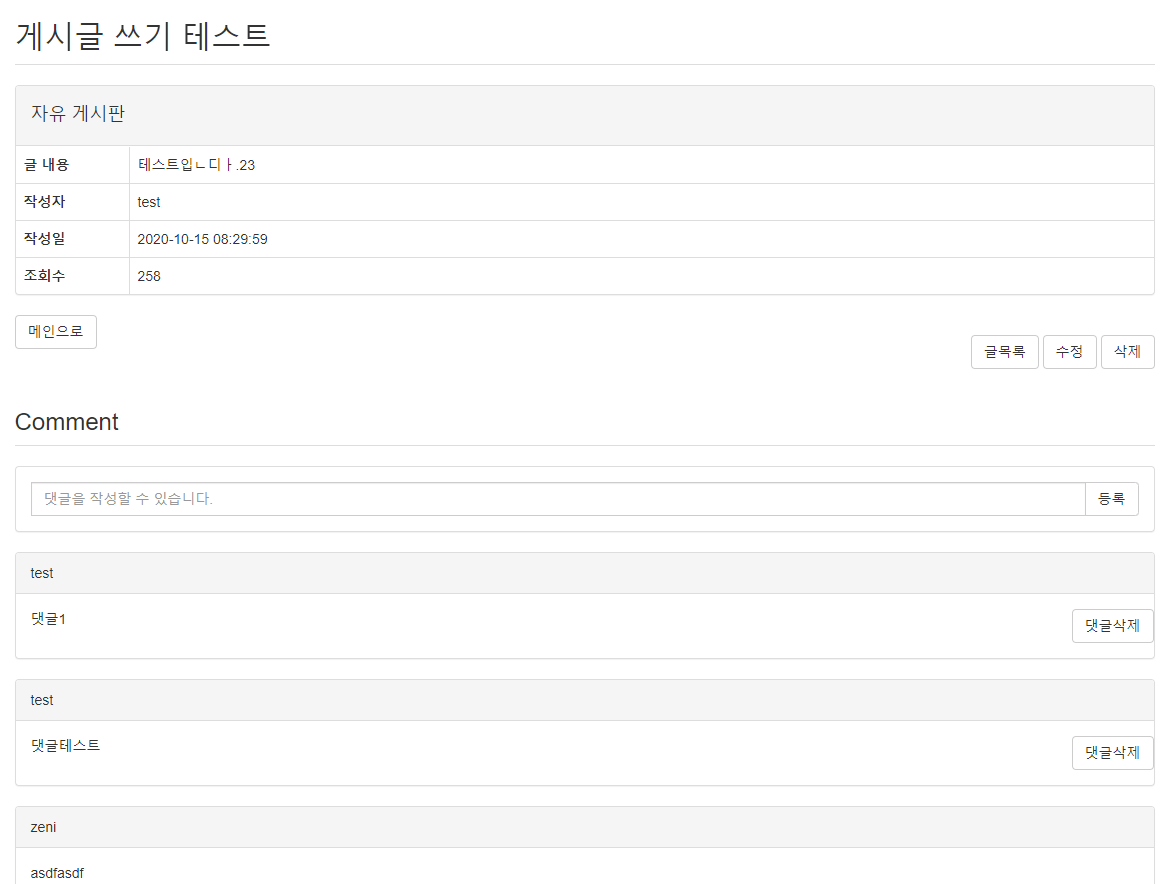 게시글 쓰기 테스트
자유 게시판
글 내용 테스트입ㄴ디ㅏ.23
작성자 test
작성일 2020-10-15 08:29:59
조회수 258
메인으로
글목록 수정 삭제
Comment
댓글을 작성할 수 있습니다. 등록
test
댓글1 댓글삭제
test
댓글테스트 댓글삭제
zeni
asdfasdf